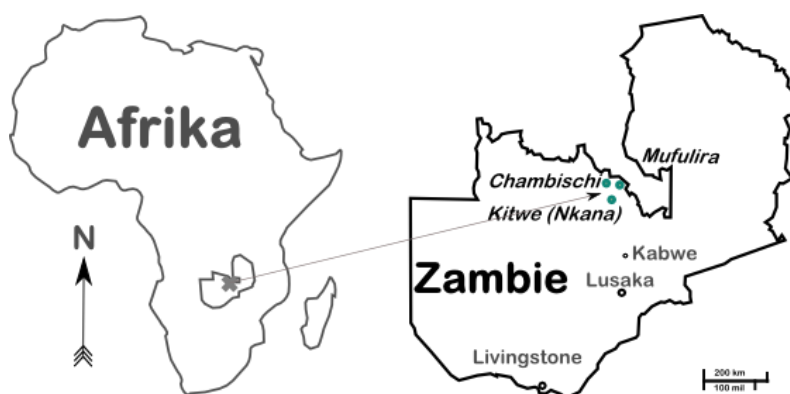 Afrika
N
Mufulira
Chambischi
Kitwe (Nkana)
Kabwe
Zambie
Lusaka
Livingstone
200 km
100 mil